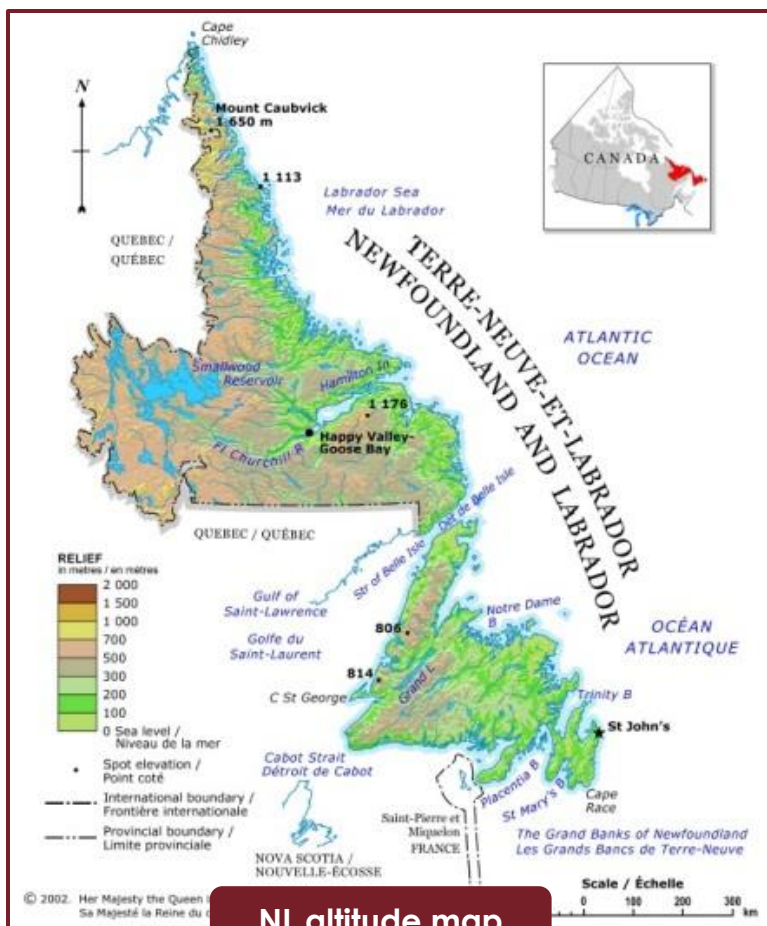 Cape
Chidley
N
Mount Caubvick
1 650 m
1 113
CANADA
Labrador Sea
Mer du Labrador
QUEBEC /
QUÉBEC
TERRE-NEUVE-ET-LABRADOR
NEWFOUNDLAND AND LABRADOR
ATLANTIC
OCEAN
Smallwood
Reservoir
Hamilton In
1 176
Happy Valley-
Goose Bay
Fl Churchill R
QUEBEC / QUÉBEC
Dét de Belle Isle
Str of Belle Isle
RELIEF
in metres / en mètres
2 000
1 500
1 000
700
500
300
200
100
0 Sea level /
Niveau de la mer
Gulf of
Saint-Lawrence
Golfe du
Saint-Laurent
806
Notre Dame
B
OCÉAN
ATLANTIQUE
814
Grand L
C St George
Trinity B
St John's
Spot elevation /
Point coté
Cabot Strait
Détroit de Cabot
Placentia B
St Mary's B
Cape
Race
International boundary /
Frontière internationale
Saint-Pierre et
Miquelon
FRANCE
The Grand Banks of Newfoundland
Les Grands Bancs de Terre-Neuve
Provincial boundary /
Limite provinciale
NOVA SCOTIA /
NOUVELLE-ÉCOSSE
Scale / Échelle
© 2002. Her Majesty the Queen
Sa Majesté la Reine du
100 200 300
km
NL altitude map